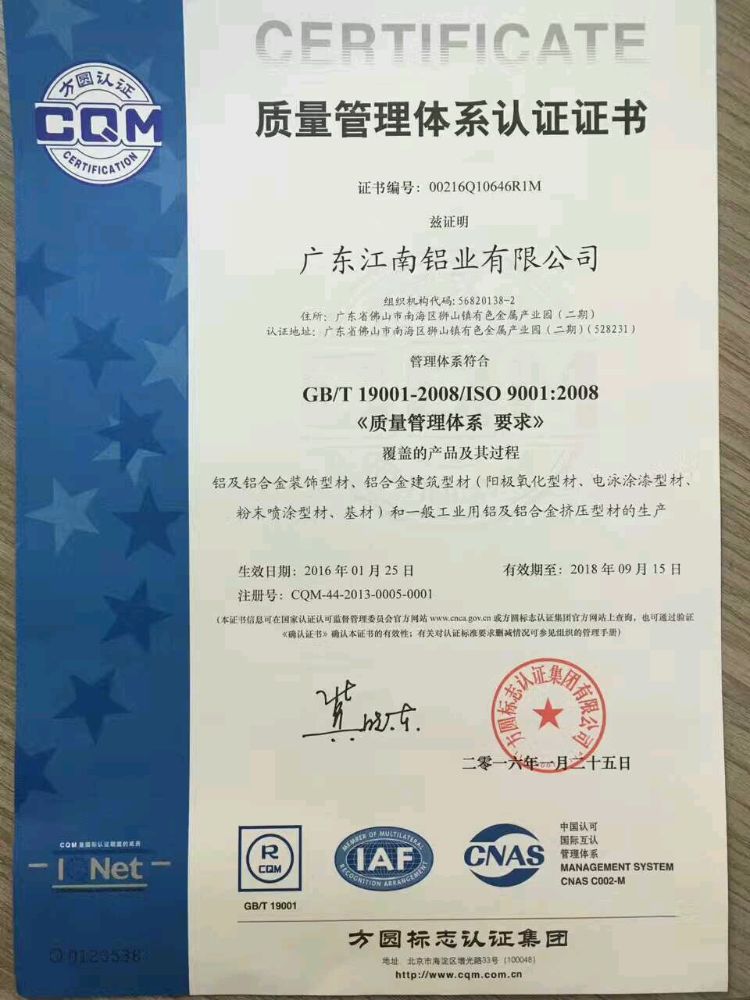 CERTIFICATE
方圆认证
CQM
CERTIFICATION
质量管理体系认证证书
证书编号：00216Q10646R1M
兹证明
广东江南铝业有限公司
组织机构代码：56820138-2
住所：广东省佛山市南海区狮山镇有色金属产业园（二期）
认证地址：广东省佛山市南海区狮山镇有色金属产业园（二期）（528231）
管理体系符合
GB/T 19001-2008/ISO 9001:2008
《质量管理体系 要求》
覆盖的产品及其过程
铝及铝合金装饰型材、铝合金建筑型材（阳极氧化型材、电泳涂漆型材、
粉末喷涂型材、基材）和一般工业用铝及铝合金挤压型材的生产
生效日期：2016 年 01 月 25 日
有效期至：2018 年 09 月 15 日
注册号：CQM-44-2013-0005-0001
（本证书信息可在国家认证认可监督管理委员会官方网站 www.cnca.gov.cn 或方圆标志认证集团官方网站上查询，也可通过验证
《确认证书》确认本证书的有效性；有关对认证标准要求删减情况可参见组织的管理手册）
方圆标志认证集团有限公司
二零一六年一月二十五日
CQM 是国际认证联盟的成员
IQNet
R
CQM
GB/T 19001
MEMBER OF MULTILATERAL
IAF
RECOGNITION ARRANGEMENT
CNAS
中国认可
国际互认
管理体系
MANAGEMENT SYSTEM
CNAS C002-M
方圆标志认证集团
地址 北京市海淀区增光路33号（100048）
http://www.cqm.com.cn